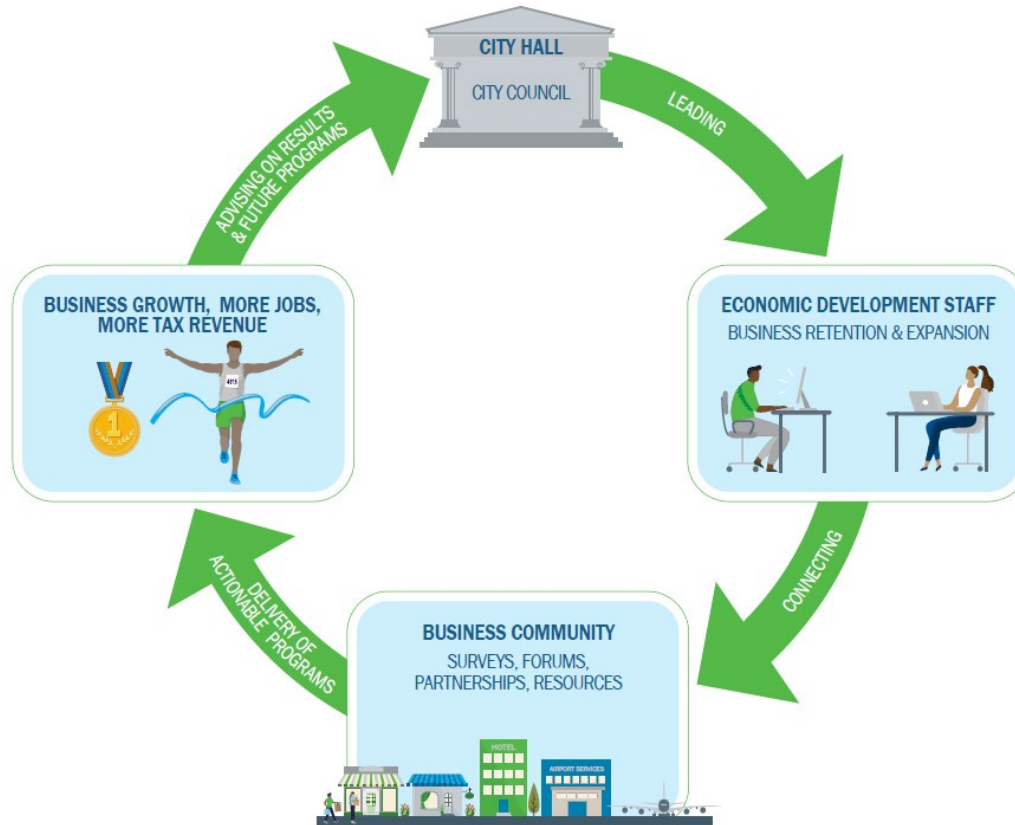 CITY HALL
CITY COUNCIL
LEADING
ECONOMIC DEVELOPMENT STAFF
BUSINESS RETENTION & EXPANSION
CONNECTING
BUSINESS COMMUNITY
SURVEYS, FORUMS,
PARTNERSHIPS, RESOURCES
HOTEL
AIRPORT SERVICES
DELIVERY OF
ACTIONABLE PROGRAMS
BUSINESS GROWTH, MORE JOBS,
MORE TAX REVENUE
1
ADVISING ON RESULTS
& FUTURE PROGRAMS